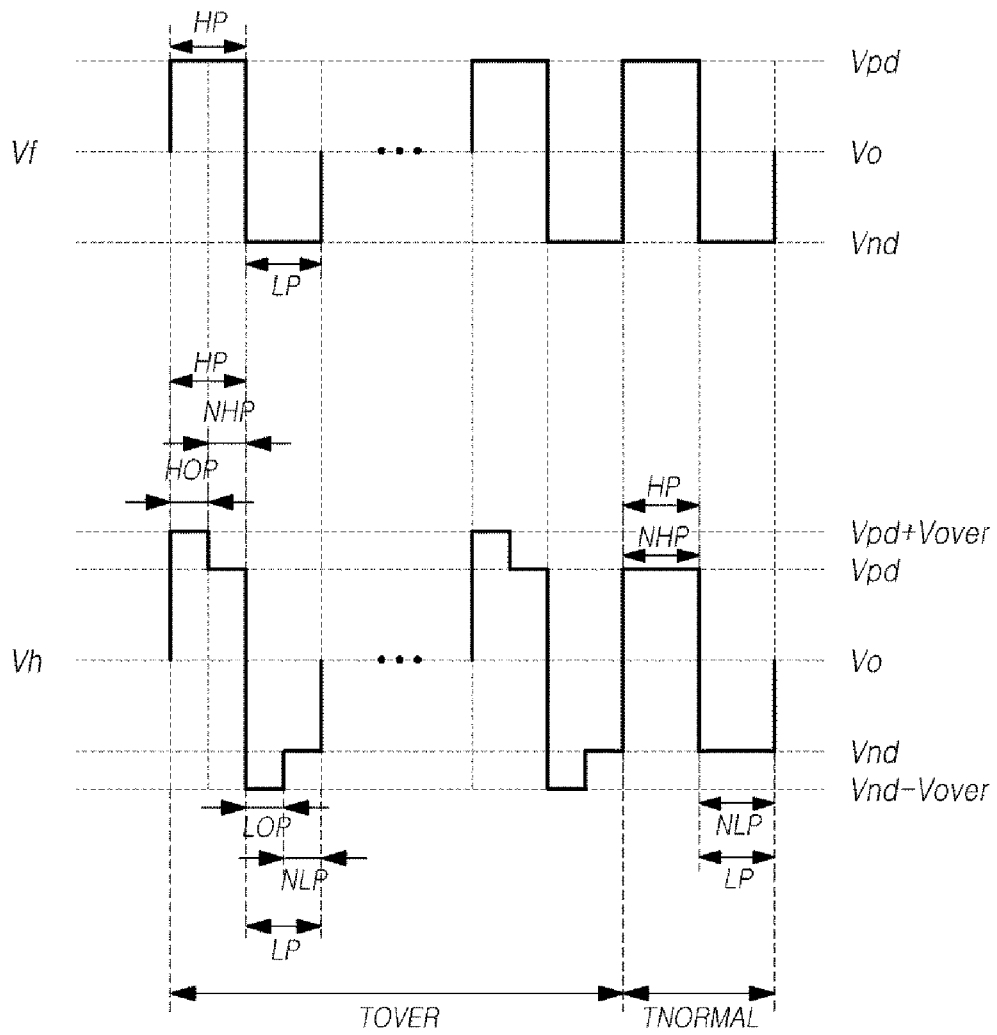 HP
Vpd
Vf
Vo
Vnd
LP
HP
NHP
HOP
HP
Vpd+Vover
NHP
Vpd
Vh
Vo
Vnd
Vnd-Vover
LOP
NLP
NLP
LP
LP
TOVER
TNORMAL